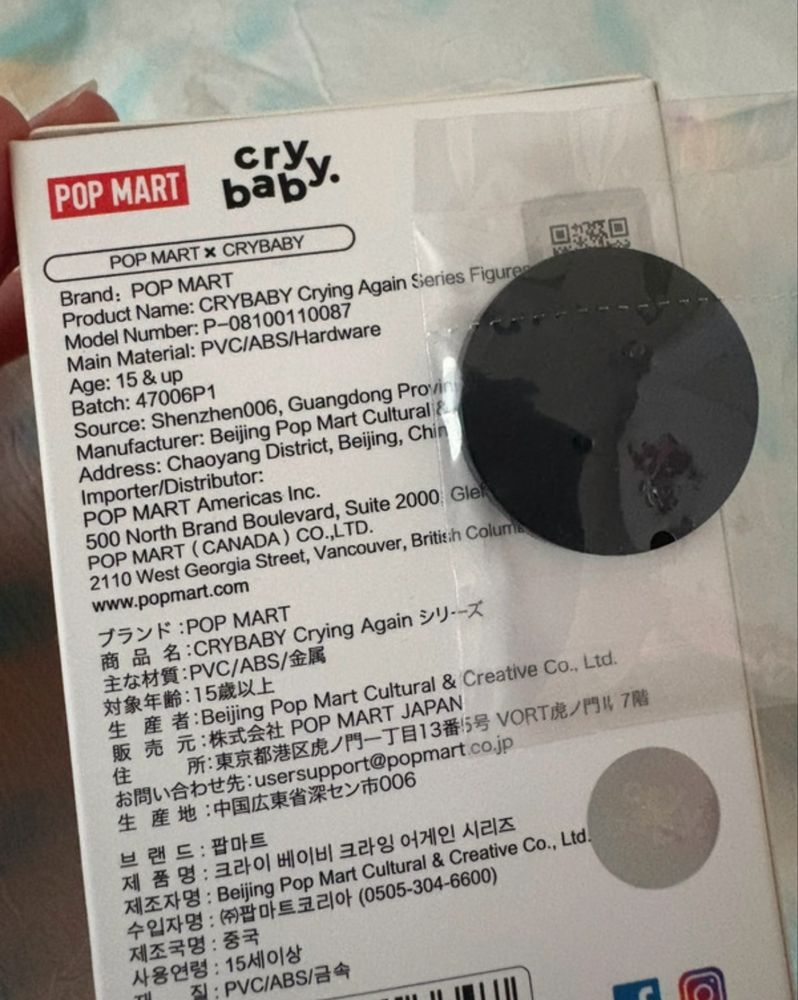 POP MART
cry
baby.
POP MART × CRYBABY
Brand: POP MART
Product Name: CRYBABY Crying Again Series Figures
Model Number: P-08100110087
Main Material: PVC/ABS/Hardware
Age: 15 & up
Batch: 47006P1
Source: Shenzhen006, Guangdong Provin
Manufacturer: Beijing Pop Mart Cultural &
Address: Chaoyang District, Beijing, Chin
Importer/Distributor:
POP MART Americas Inc.
500 North Brand Boulevard, Suite 2000, Glen
POP MART (CANADA) CO.,LTD.
2110 West Georgia Street, Vancouver, British Colum
www.popmart.com
ブランド:POP MART
商品名:CRYBABY Crying Again シリーズ
主な材質:PVC/ABS/金属
対象年齢:15歳以上
生産者:Beijing Pop Mart Cultural & Creative Co., Ltd.
販売元:株式会社 POP MART JAPAN
住所:東京都港区虎ノ門一丁目13番5号 VORT虎ノ門Ⅱ 7階
お問い合わせ先:usersupport@popmart.co.jp
生産地:中国広東省深セン市006
브랜드: 팝마트
제품명: 크라이 베이비 크라잉 어게인 시리즈
제조자명: Beijing Pop Mart Cultural & Creative Co., Ltd.
수입자명: ㈜팝마트코리아 (0505-304-6600)
제조국명: 중국
사용연령: 15세이상
재질: PVC/ABS/금속